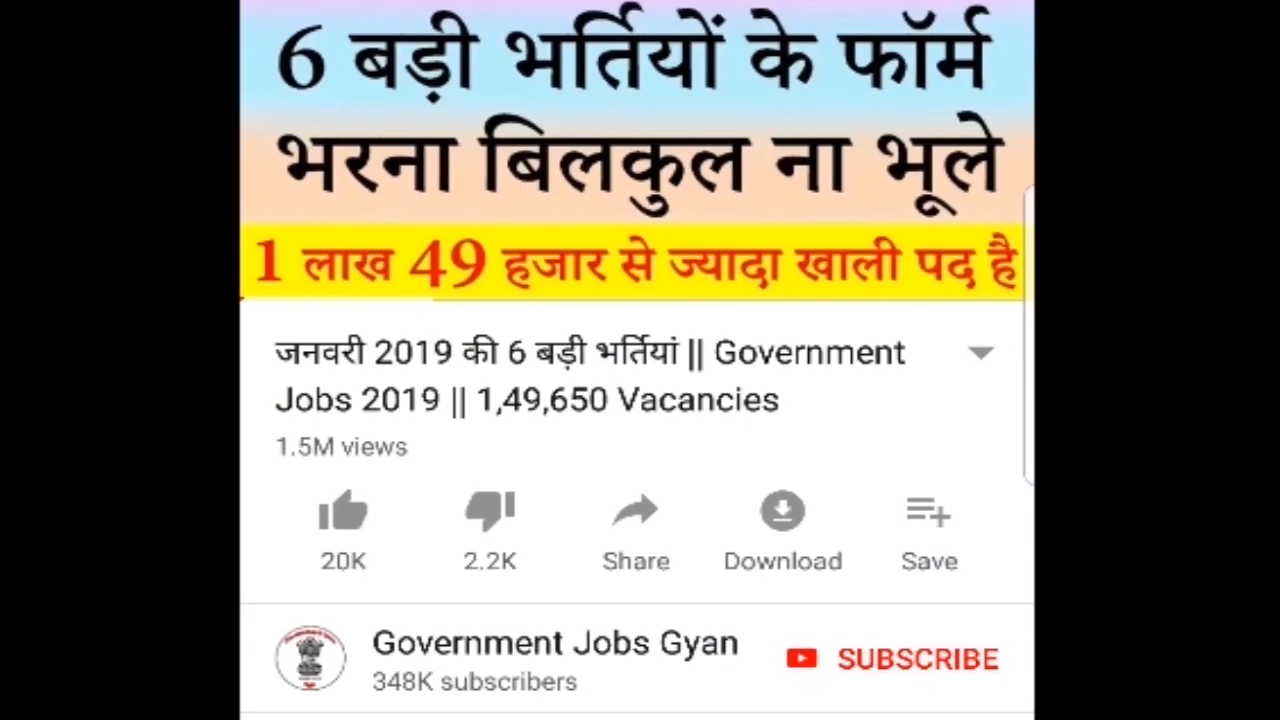 6 बड़ी भर्तियों के फॉर्म
भरना बिलकुल ना भूले
1 लाख 49 हजार से ज्यादा खाली पद है
जनवरी 2019 की 6 बड़ी भर्तियां || Government
Jobs 2019 || 1,49,650 Vacancies
1.5M views
20K 2.2K Share Download Save
Government Jobs Gyan
SUBSCRIBE
348K subscribers